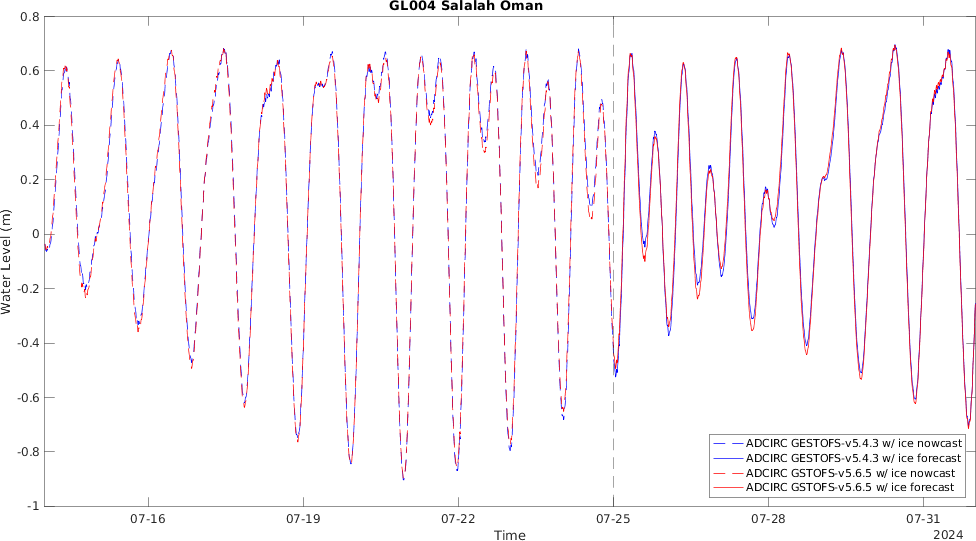 GL004 Salalah Oman
0.8
0.6
0.4
0.2
0
-0.2
-0.4
-0.6
-0.8
-1
Water Level (m)
07-16
07-19
07-22
07-25
07-28
07-31
Time
2024
ADCIRC GESTOFS-v5.4.3 w/ ice nowcast
ADCIRC GESTOFS-v5.4.3 w/ ice forecast
ADCIRC GSTOFS-v5.6.5 w/ ice nowcast
ADCIRC GSTOFS-v5.6.5 w/ ice forecast